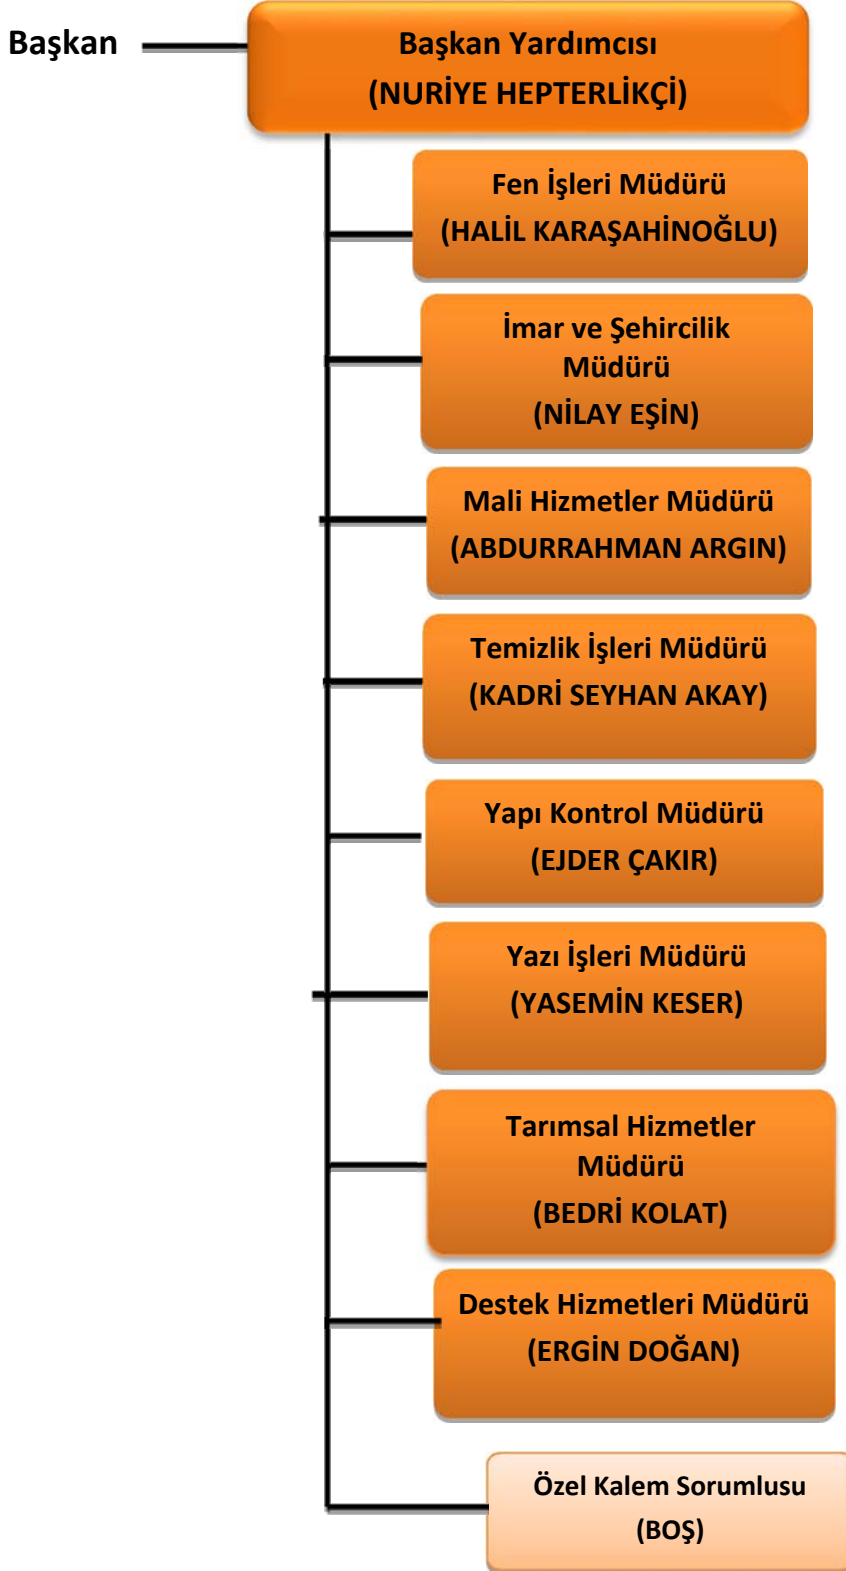 Başkan
Başkan Yardımcısı
(NURİYE HEPTERLİKÇİ)
Fen İşleri Müdürü
(HALİL KARAŞAHİNOĞLU)
İmar ve Şehircilik
Müdürü
(NİLAY EŞİN)
Mali Hizmetler Müdürü
(ABDURRAHMAN ARGIN)
Temizlik İşleri Müdürü
(KADRİ SEYHAN AKAY)
Yapı Kontrol Müdürü
(EJDER ÇAKIR)
Yazı İşleri Müdürü
(YASEMİN KESER)
Tarımsal Hizmetler
Müdürü
(BEDRİ KOLAT)
Destek Hizmetleri Müdürü
(ERGİN DOĞAN)
Özel Kalem Sorumlusu
(BOŞ)